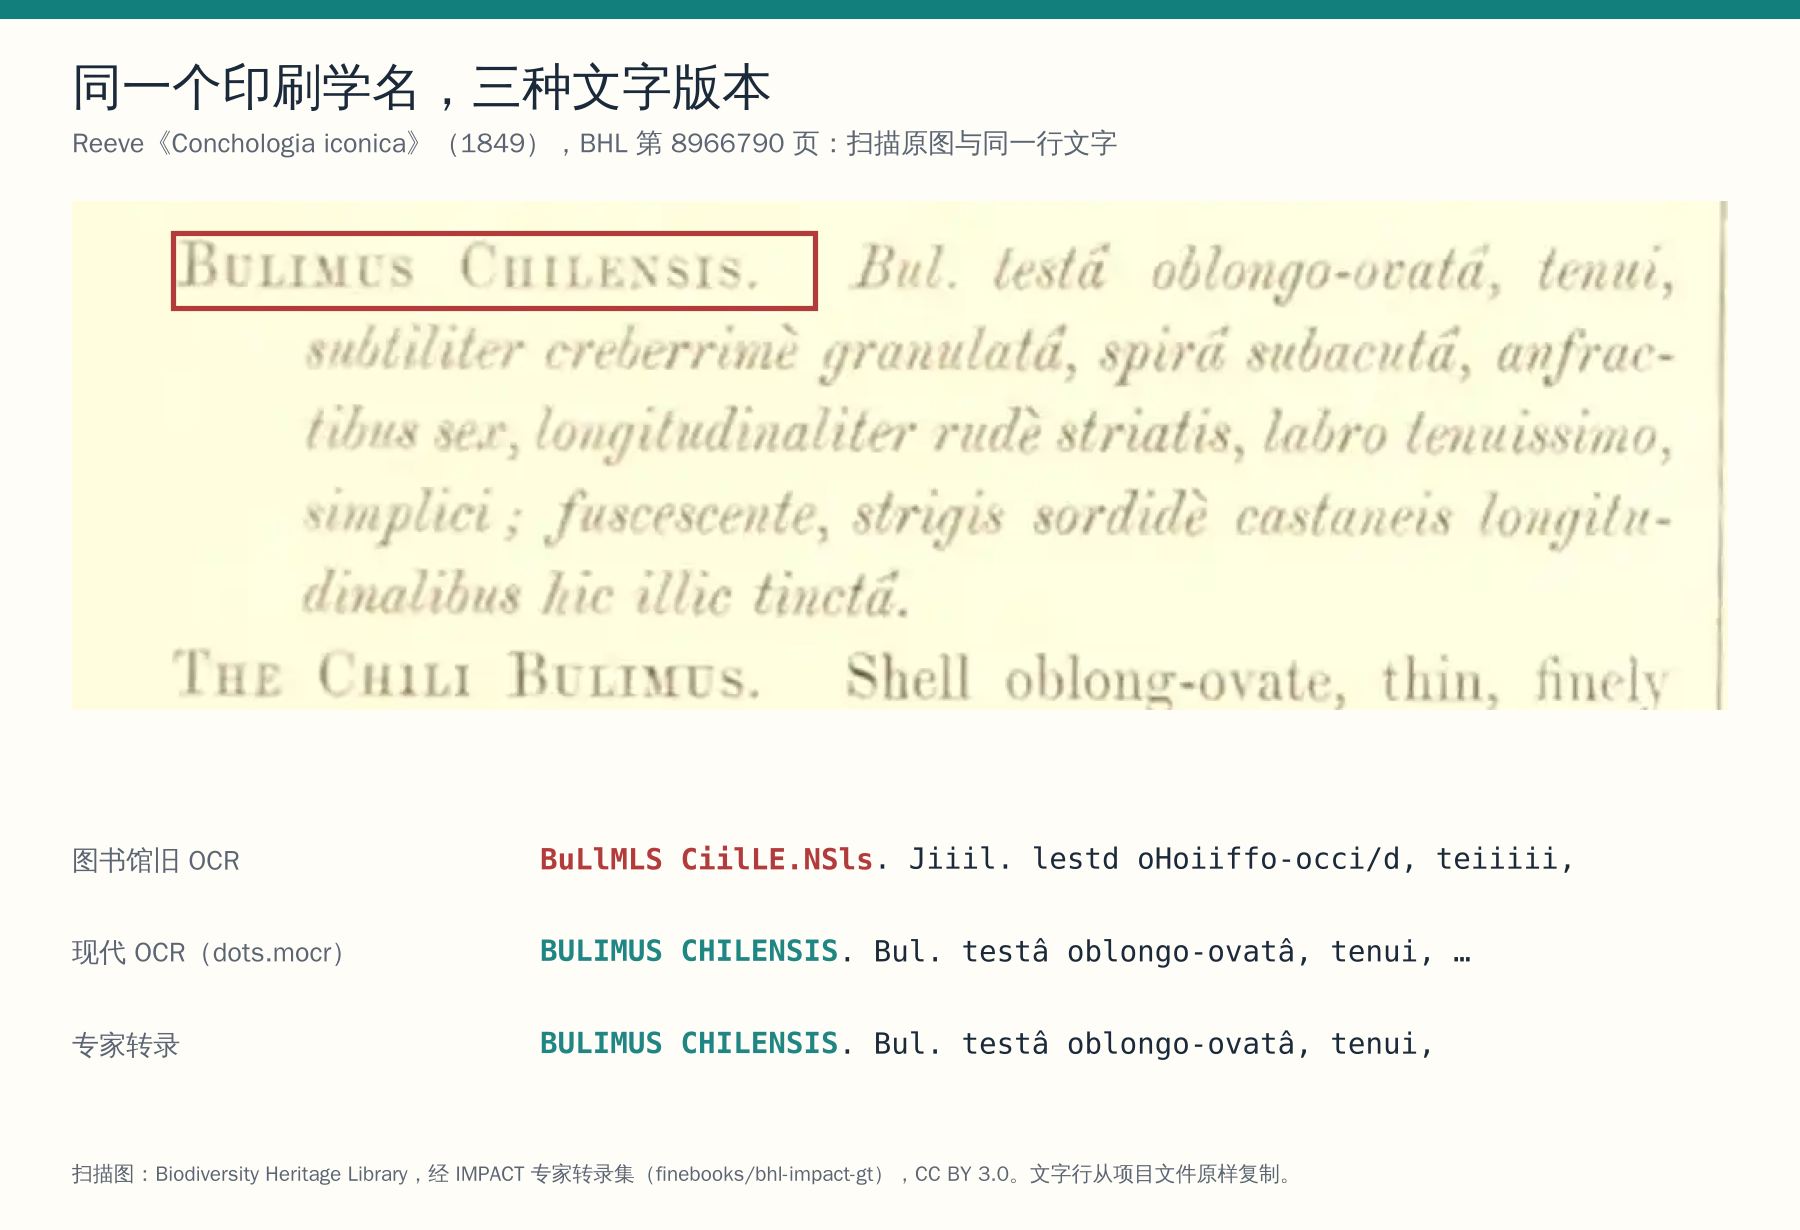 同一个印刷学名，三种文字版本
Reeve《Conchologia iconica》（1849），BHL 第 8966790 页：扫描原图与同一行文字
BULIMUS CHILENSIS. Bul. testâ oblongo-ovatâ, tenui,
subtiliter creberrimè granulatâ, spirâ subacutâ, anfrac-
tibus sex, longitudinaliter rudè striatis, labro tenuissimo,
simplici; fuscescente, strigis sordidè castaneis longitu-
dinalibus hic illic tinctâ.
THE CHILI BULIMUS. Shell oblong-ovate, thin, finely
图书馆旧 OCR BuLlMLS CiilLE.NSls. Jiiil. lestd oHoiiffo-occi/d, teiiiiii,
现代 OCR（dots.mocr） BULIMUS CHILENSIS. Bul. testâ oblongo-ovatâ, tenui, …
专家转录 BULIMUS CHILENSIS. Bul. testâ oblongo-ovatâ, tenui,
扫描图：Biodiversity Heritage Library，经 IMPACT 专家转录集（finebooks/bhl-impact-gt），CC BY 3.0。文字行从项目文件原样复制。